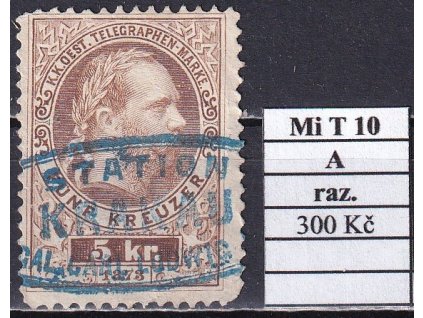 K.K. OEST. TELEGRAPHEN-MARKE
FÜNF KREUZER
5 kr.
1873
STATION
Mi T 10
A
raz.
300 Kč